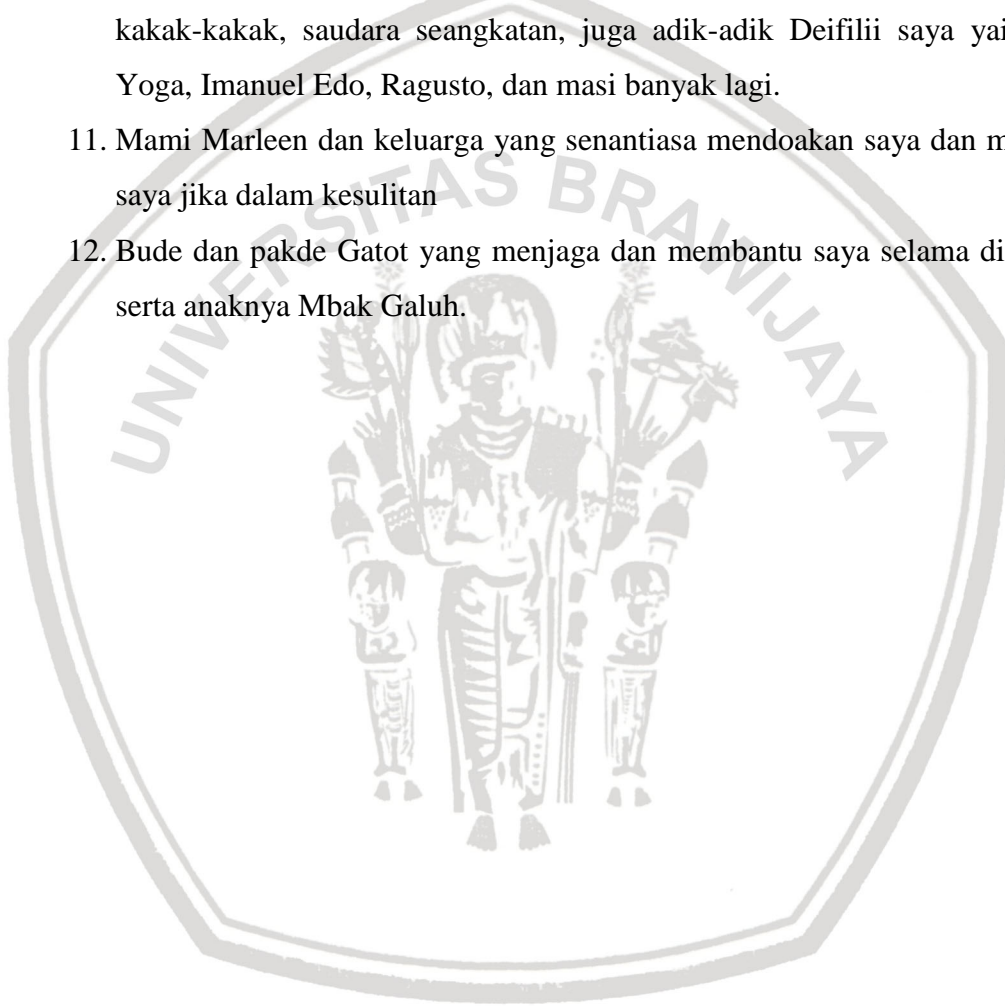 kakak-kakak, saudara seangkatan, juga adik-adik Deifilii saya
Yoga, Imanuel Edo, Ragusto, dan masi banyak lagi.
11. Mami Marleen dan keluarga yang senantiasa mendoakan saya dan
saya jika dalam kesulitan
12. Bude dan pakde Gatot yang menjaga dan membantu saya selama di
serta anaknya Mbak Galuh.
UNIVERSITAS BRAWIJAYA